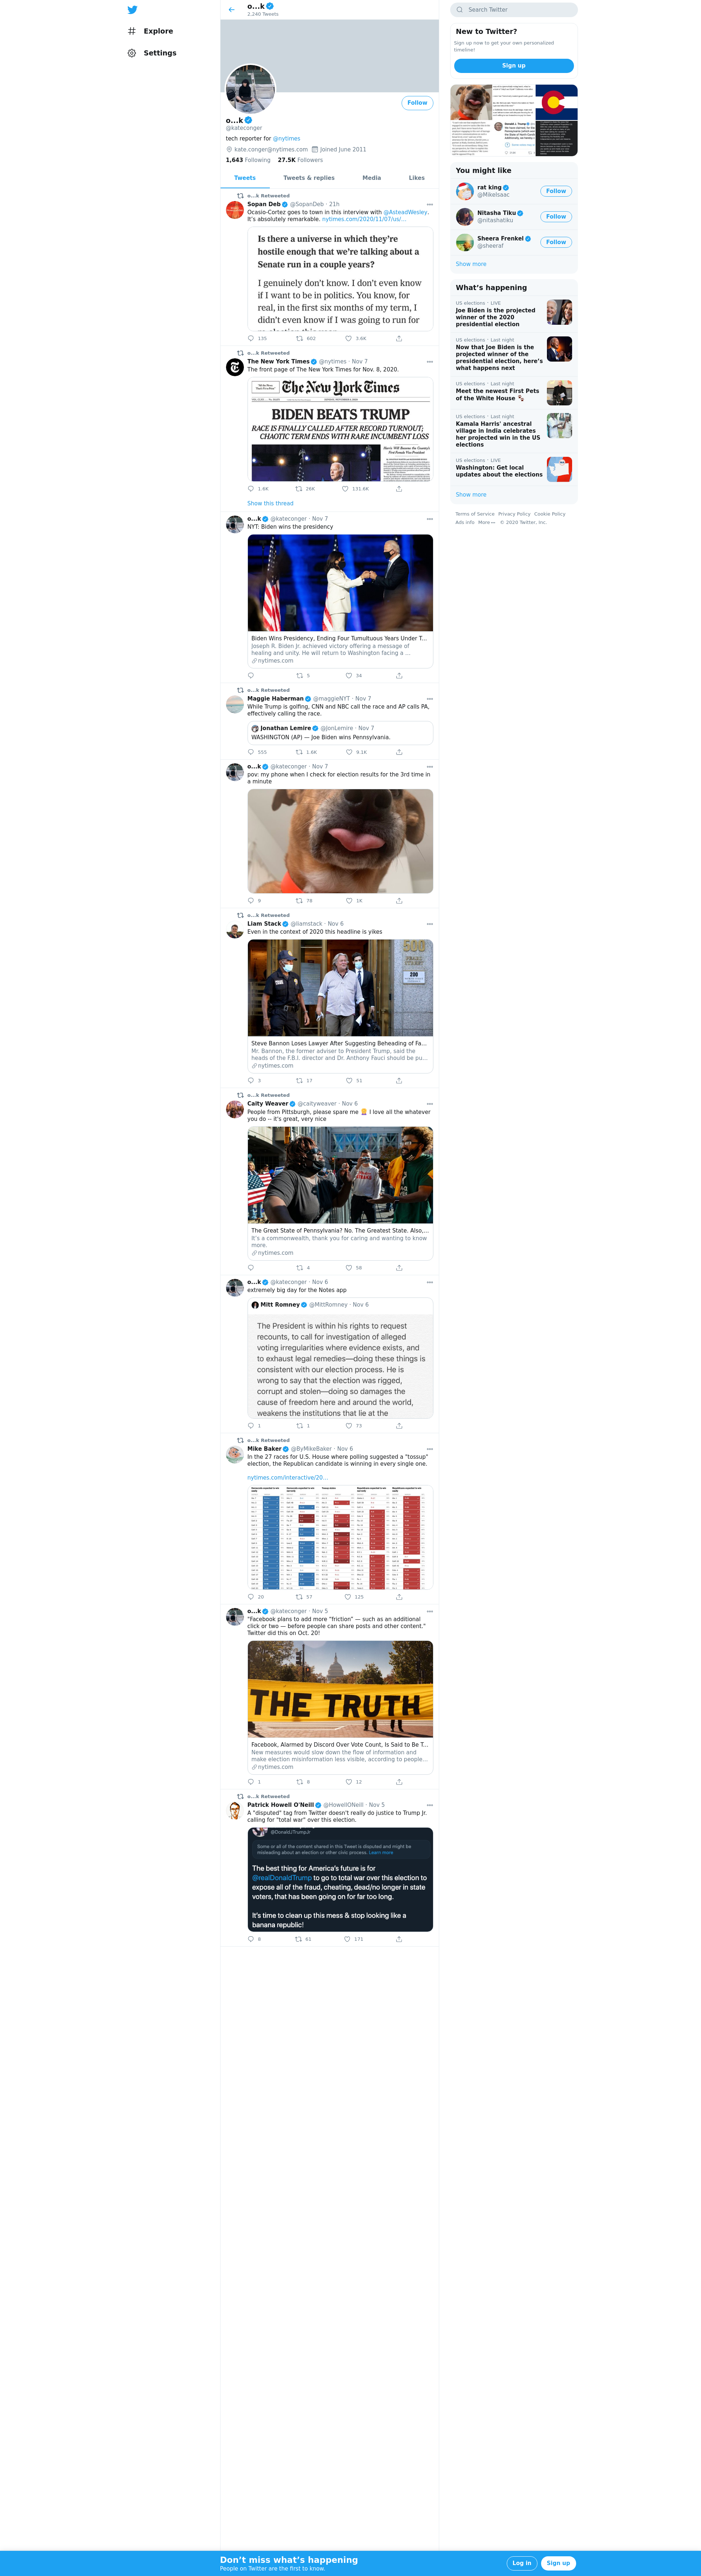 Explore
Settings
o...k
2,240 Tweets
Follow
o...k
@kateconger
tech reporter for @nytimes
kate.conger@nytimes.com Joined June 2011
1,643 Following 27.5K Followers
Tweets Tweets & replies Media Likes
o...k Retweeted
Sopan Deb @SopanDeb · 21h
Ocasio-Cortez goes to town in this interview with @AsteadWesley.
It's absolutely remarkable. nytimes.com/2020/11/07/us/...
Is there a universe in which they're
hostile enough that we're talking about a
Senate run in a couple years?
I genuinely don't know. I don't even know
if I want to be in politics. You know, for
real, in the first six months of my term, I
didn't even know if I was going to run for
135 602 3.6K
o...k Retweeted
The New York Times @nytimes · Nov 7
The front page of The New York Times for Nov. 8, 2020.
The New York Times
BIDEN BEATS TRUMP
RACE IS FINALLY CALLED AFTER RECORD TURNOUT;
CHAOTIC TERM ENDS WITH RARE INCUMBENT LOSS
1.6K 26K 131.6K
Show this thread
o...k @kateconger · Nov 7
NYT: Biden wins the presidency
Biden Wins Presidency, Ending Four Tumultuous Years Under T...
Joseph R. Biden Jr. achieved victory offering a message of
healing and unity. He will return to Washington facing a ...
nytimes.com
5 34
o...k Retweeted
Maggie Haberman @maggieNYT · Nov 7
While Trump is golfing, CNN and NBC call the race and AP calls PA,
effectively calling the race.
Jonathan Lemire @JonLemire · Nov 7
WASHINGTON (AP) — Joe Biden wins Pennsylvania.
555 1.6K 9.1K
o...k @kateconger · Nov 7
pov: my phone when I check for election results for the 3rd time in
a minute
9 78 1K
o...k Retweeted
Liam Stack @liamstack · Nov 6
Even in the context of 2020 this headline is yikes
500
200
Steve Bannon Loses Lawyer After Suggesting Beheading of Fa...
Mr. Bannon, the former adviser to President Trump, said the
heads of the F.B.I. director and Dr. Anthony Fauci should be pu...
nytimes.com
3 17 51
o...k Retweeted
Caity Weaver @caityweaver · Nov 6
People from Pittsburgh, please spare me I love all the whatever
you do -- it's great, very nice
The Great State of Pennsylvania? No. The Greatest State. Also,...
It's a commonwealth, thank you for caring and wanting to know
more.
nytimes.com
4 58
o...k @kateconger · Nov 6
extremely big day for the Notes app
Mitt Romney @MittRomney · Nov 6
The President is within his rights to request
recounts, to call for investigation of alleged
voting irregularities where evidence exists, and
to exhaust legal remedies—doing these things is
consistent with our election process. He is
wrong to say that the election was rigged,
corrupt and stolen—doing so damages the
cause of freedom here and around the world,
weakens the institutions that lie at the
1 1 73
o...k Retweeted
Mike Baker @ByMikeBaker · Nov 6
In the 27 races for U.S. House where polling suggested a "tossup"
election, the Republican candidate is winning in every single one.
nytimes.com/interactive/20...
20 57 125
o...k @kateconger · Nov 5
"Facebook plans to add more "friction" — such as an additional
click or two — before people can share posts and other content."
Twitter did this on Oct. 20!
THE TRUTH
Facebook, Alarmed by Discord Over Vote Count, Is Said to Be T...
New measures would slow down the flow of information and
make election misinformation less visible, according to people...
nytimes.com
1 8 12
o...k Retweeted
Patrick Howell O'Neill @HowellONeill · Nov 5
A "disputed" tag from Twitter doesn't really do justice to Trump Jr.
calling for "total war" over this election.
@DonaldJTrumpJr
Some or all of the content shared in this Tweet is disputed and might be
misleading about an election or other civic process. Learn more
The best thing for America's future is for
@realDonaldTrump to go to total war over this election to
expose all of the fraud, cheating, dead/no longer in state
voters, that has been going on for far too long.
It's time to clean up this mess & stop looking like a
banana republic!
8 61 171
Search Twitter
New to Twitter?
Sign up now to get your own personalized
timeline!
Sign up
You might like
rat king
@MikeIsaac
Follow
Nitasha Tiku
@nitashatiku
Follow
Sheera Frenkel
@sheeraf
Follow
Show more
What's happening
US elections · LIVE
Joe Biden is the projected
winner of the 2020
presidential election
US elections · Last night
Now that Joe Biden is the
projected winner of the
presidential election, here's
what happens next
US elections · Last night
Meet the newest First Pets
of the White House
US elections · Last night
Kamala Harris' ancestral
village in India celebrates
her projected win in the US
elections
US elections · LIVE
Washington: Get local
updates about the elections
Show more
Terms of Service Privacy Policy Cookie Policy
Ads info More © 2020 Twitter, Inc.
Don't miss what's happening
People on Twitter are the first to know.
Log in Sign up